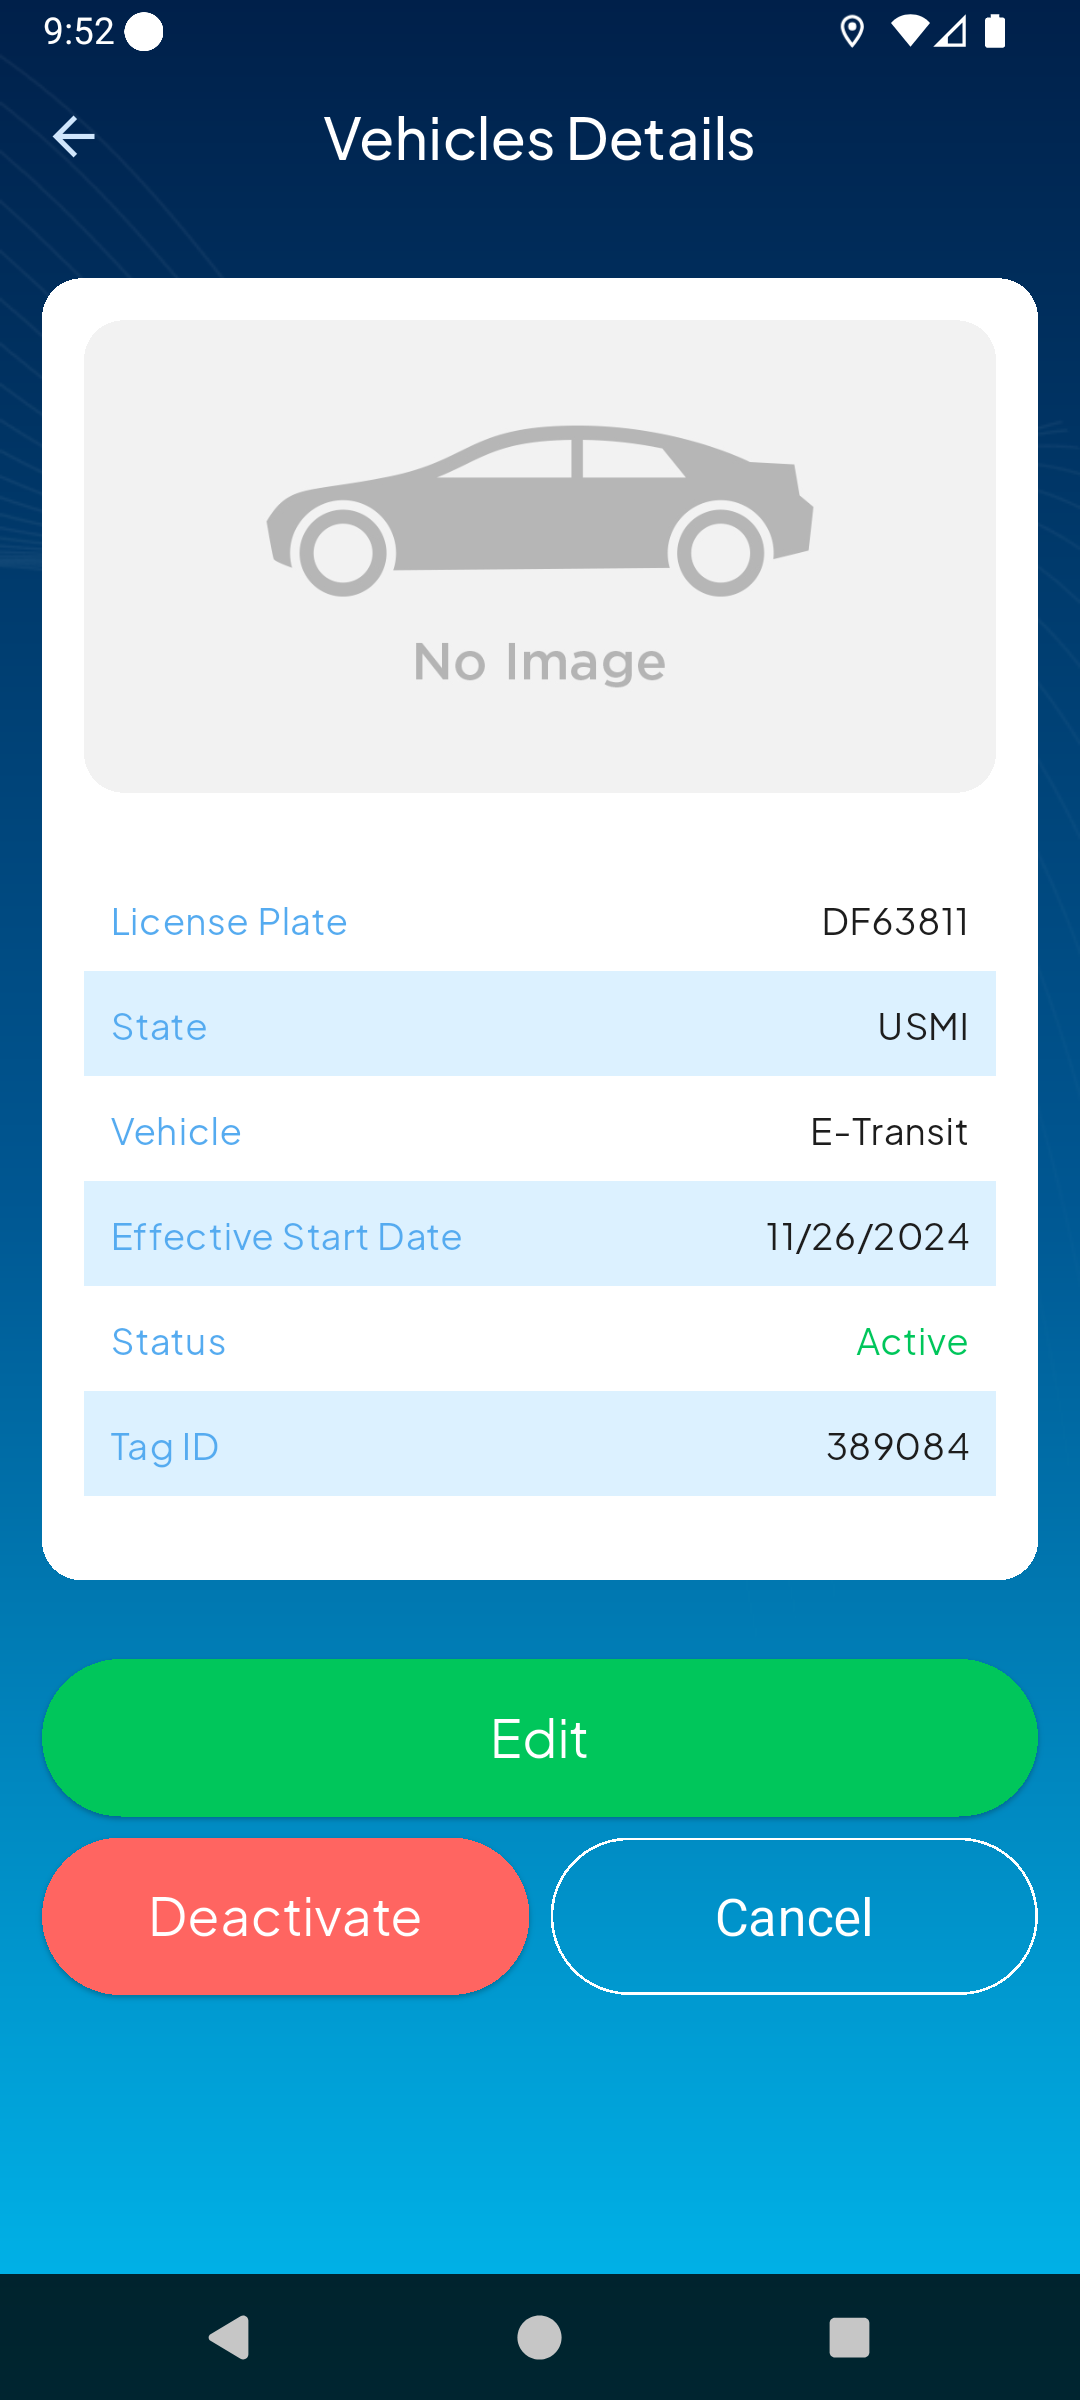 9:52
Vehicles Details
No Image
License Plate DF63811
State USMI
Vehicle E-Transit
Effective Start Date 11/26/2024
Status Active
Tag ID 389084
Edit
Deactivate Cancel